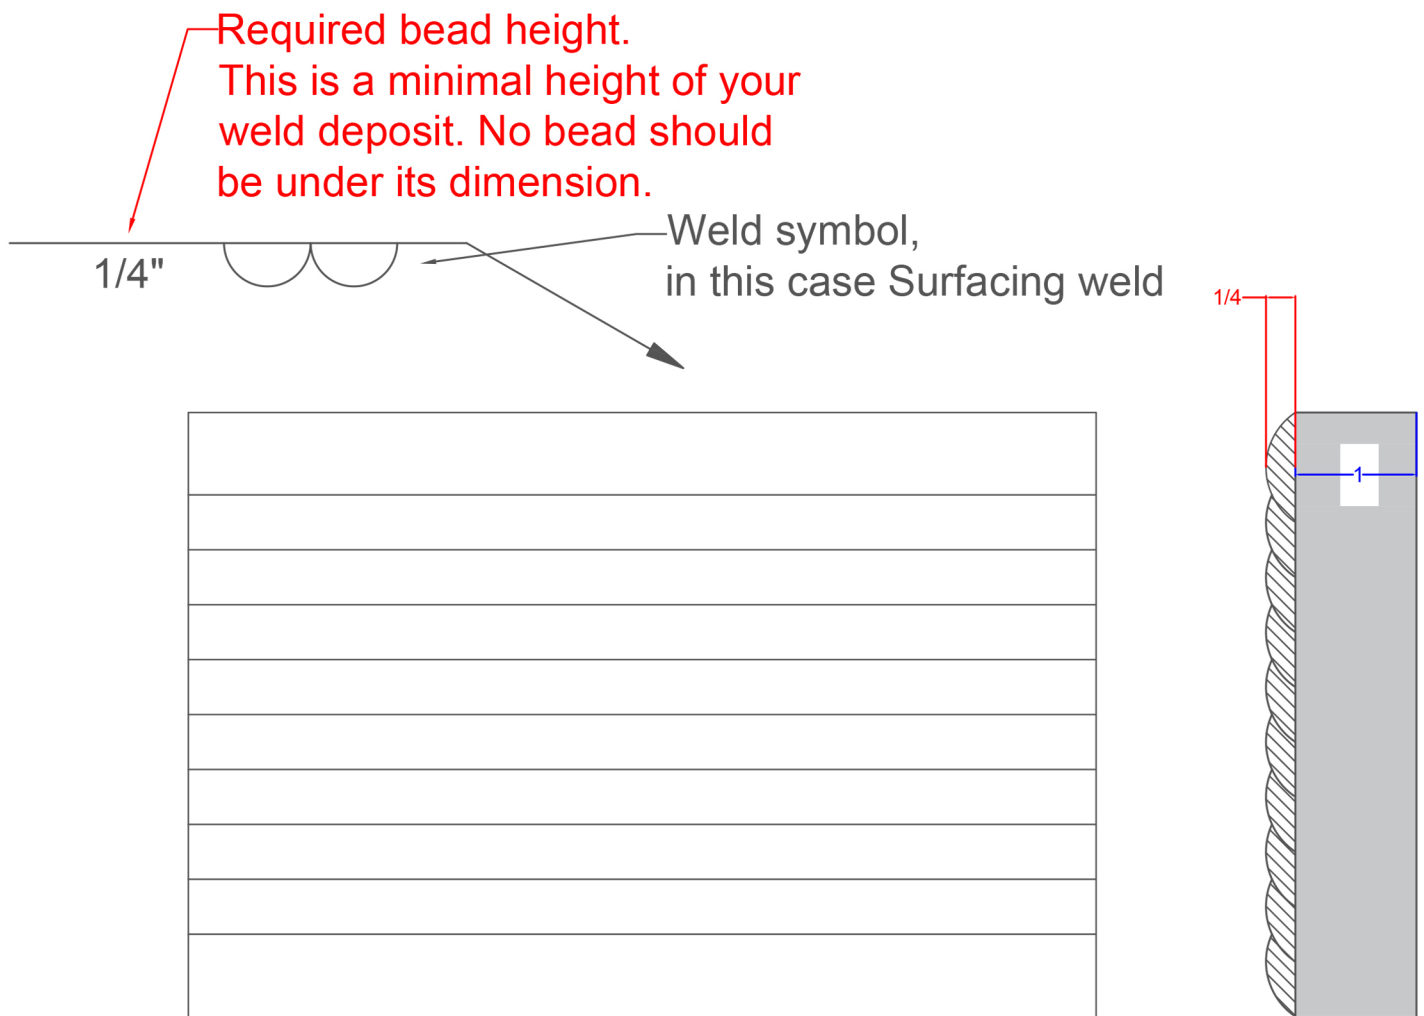 Required bead height.
This is a minimal height of your
weld deposit. No bead should
be under its dimension.
Weld symbol,
in this case Surfacing weld
1/4"
1/4
1